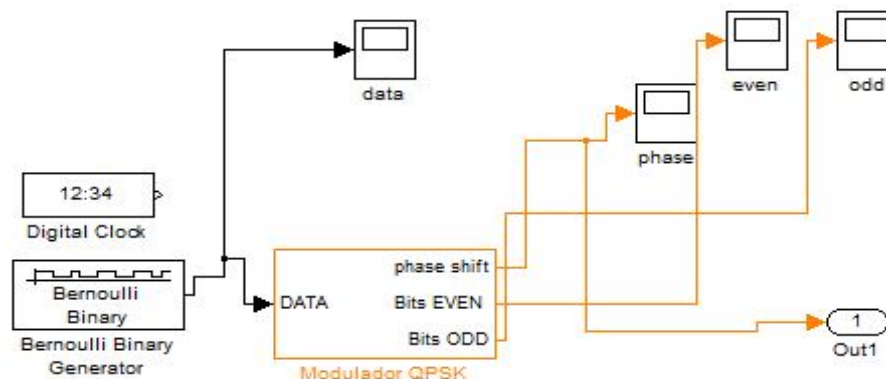 data
even
odd
phase
12:34
Digital Clock
Bernoulli
Binary
Bernoulli Binary
Generator
DATA
phase shift
Bits EVEN
Bits ODD
Modulador QPSK
1
Out1